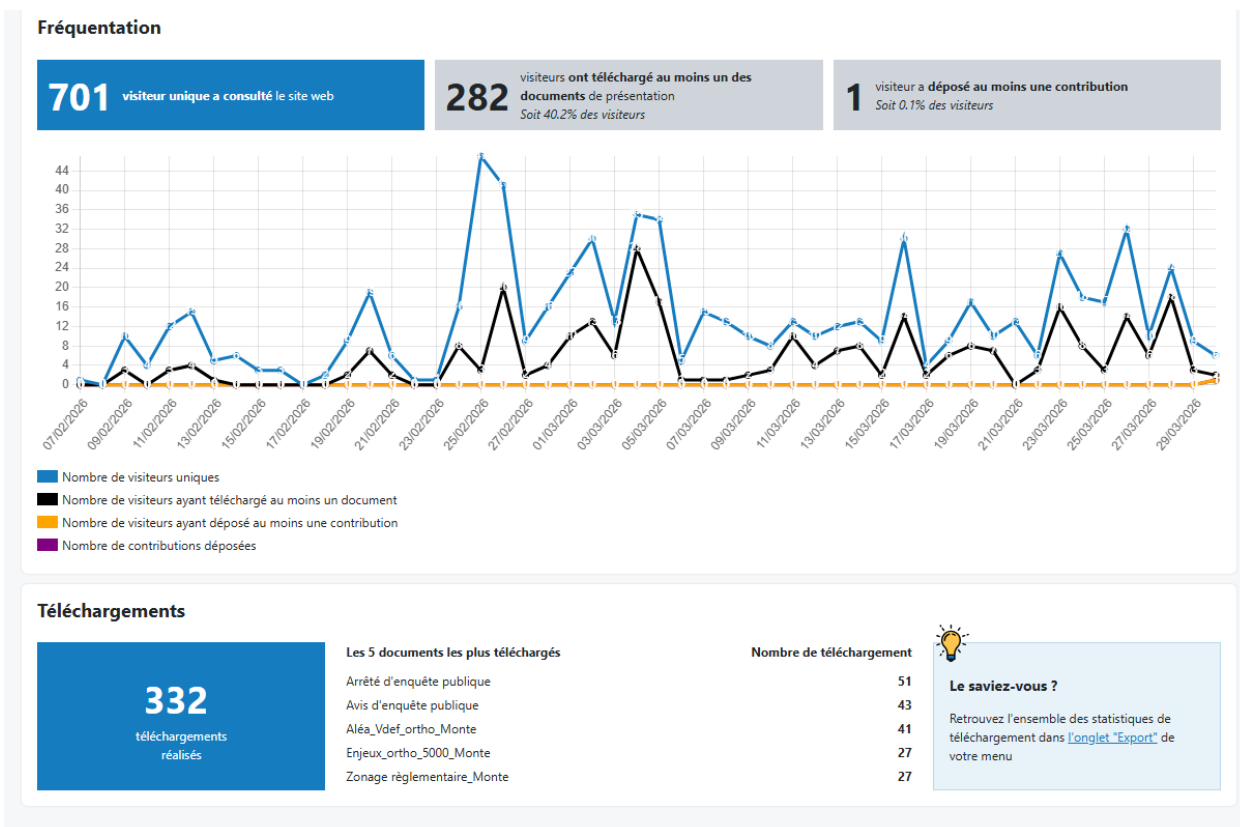 Fréquentation
701 visiteur unique a consulté le site web
282 visiteurs ont téléchargé au moins un des
documents de présentation
Soit 40.2% des visiteurs
1 visiteur a déposé au moins une contribution
Soit 0.1% des visiteurs
44
40
36
32
28
24
20
16
12
8
4
0
07/02/2026
09/02/2026
11/02/2026
13/02/2026
15/02/2026
17/02/2026
19/02/2026
21/02/2026
23/02/2026
25/02/2026
27/02/2026
01/03/2026
03/03/2026
05/03/2026
07/03/2026
09/03/2026
11/03/2026
13/03/2026
15/03/2026
17/03/2026
19/03/2026
21/03/2026
23/03/2026
25/03/2026
27/03/2026
29/03/2026
Nombre de visiteurs uniques
Nombre de visiteurs ayant téléchargé au moins un document
Nombre de visiteurs ayant déposé au moins une contribution
Nombre de contributions déposées
Téléchargements
332
téléchargements
réalisés
Les 5 documents les plus téléchargés Nombre de téléchargement
Arrêté d'enquête publique 51
Avis d'enquête publique 43
Aléa_Vdef_ortho_Monte 41
Enjeux_ortho_5000_Monte 27
Zonage règlementaire_Monte 27
Le saviez-vous ?
Retrouvez l'ensemble des statistiques de
téléchargement dans l'onglet "Export" de
votre menu